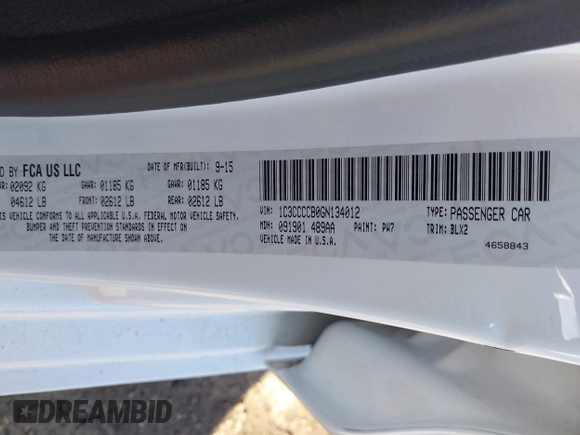 D BY FCA US LLC DATE OF MFR(BUILT): 9-15
WR: 02092 KG GAWR: 01185 KG GAWR: 01185 KG
04612 LB FRONT: 02612 LB REAR: 02612 LB
IS VEHICLE CONFORMS TO ALL APPLICABLE U.S.A. FEDERAL MOTOR VEHICLE SAFETY,
BUMPER AND THEFT PREVENTION STANDARDS IN EFFECT ON
THE DATE OF MANUFACTURE SHOWN ABOVE.
VIN: 1C3CCCCB0GN134012 TYPE: PASSENGER CAR
MDH: 091901 489AA PAINT: PW7 TRIM: BLX2
VEHICLE MADE IN: U.S.A. 4658843
DREAMBID